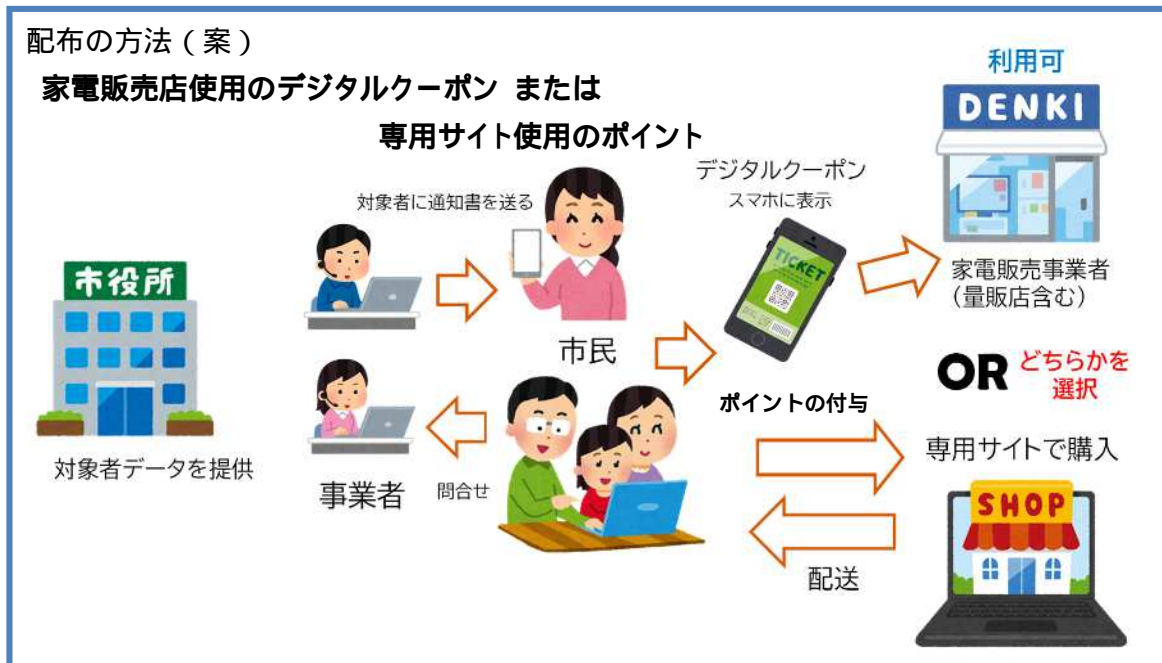 配布の方法(案)
家電販売店使用のデジタルクーポン または
専用サイト使用のポイント
利用可
DENKI
デジタルクーポン
スマホに表示
対象者に通知書を送る
TICKET
市役所
家電販売事業者
(量販店含む)
市民
OR どちらかを
選択
ポイントの付与
専用サイトで購入
対象者データを提供
事業者
問合せ
SHOP
配送